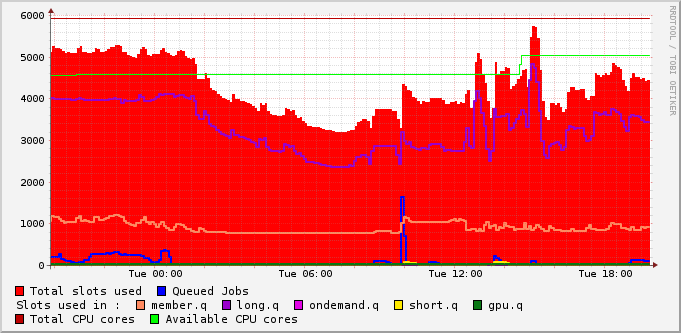 6000
5000
4000
3000
2000
1000
0
Tue 00:00 Tue 06:00 Tue 12:00 Tue 18:00
RRDTOOL / TOBI OETIKER
Total slots used Queued Jobs
Slots used in : member.q long.q ondemand.q short.q gpu.q
Total CPU cores Available CPU cores